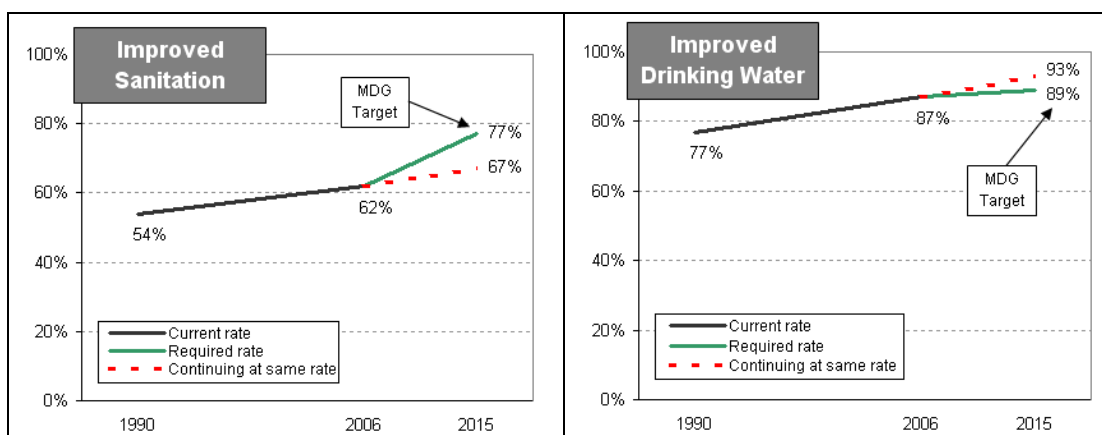 Improved
Sanitation
100%
80%
60%
40%
20%
0%
MDG
Target
77%
67%
62%
54%
Current rate
Required rate
Continuing at same rate
1990
2006
2015
Improved
Drinking Water
100%
80%
60%
40%
20%
0%
93%
89%
87%
77%
MDG
Target
Current rate
Required rate
Continuing at same rate
1990
2006
2015